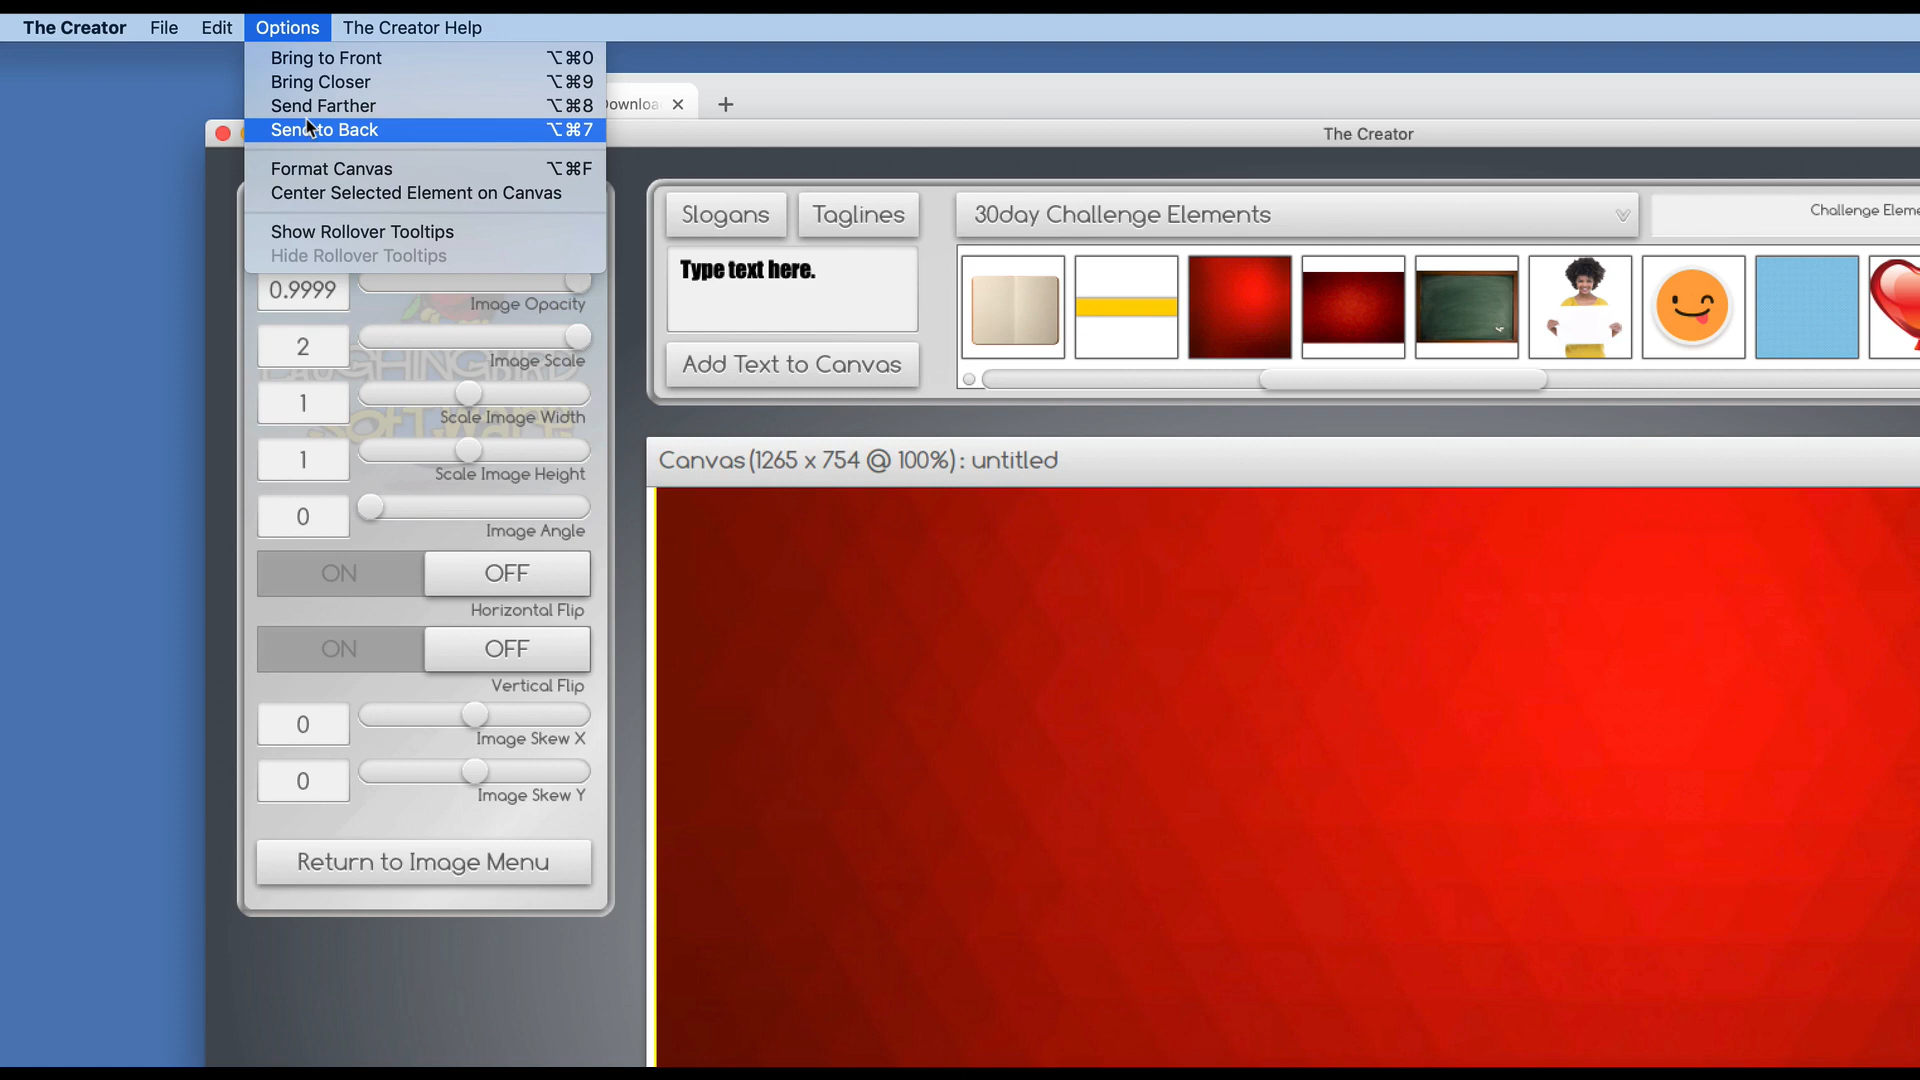 The Creator File Edit Options The Creator Help
Bring to Front ⌥⌘0
Bring Closer ⌥⌘9
Send Farther ⌥⌘8
Send to Back ⌥⌘7
Format Canvas ⌥⌘F
Center Selected Element on Canvas
Show Rollover Tooltips
Hide Rollover Tooltips
The Creator
0.9999 Image Opacity
2 Image Scale
1 Scale Image Width
1 Scale Image Height
0 Image Angle
ON OFF
Horizontal Flip
ON OFF
Vertical Flip
0 Image Skew X
0 Image Skew Y
Return to Image Menu
Slogans Taglines 30day Challenge Elements
Type text here.
Add Text to Canvas
Canvas(1265 x 754 @ 100%): untitled